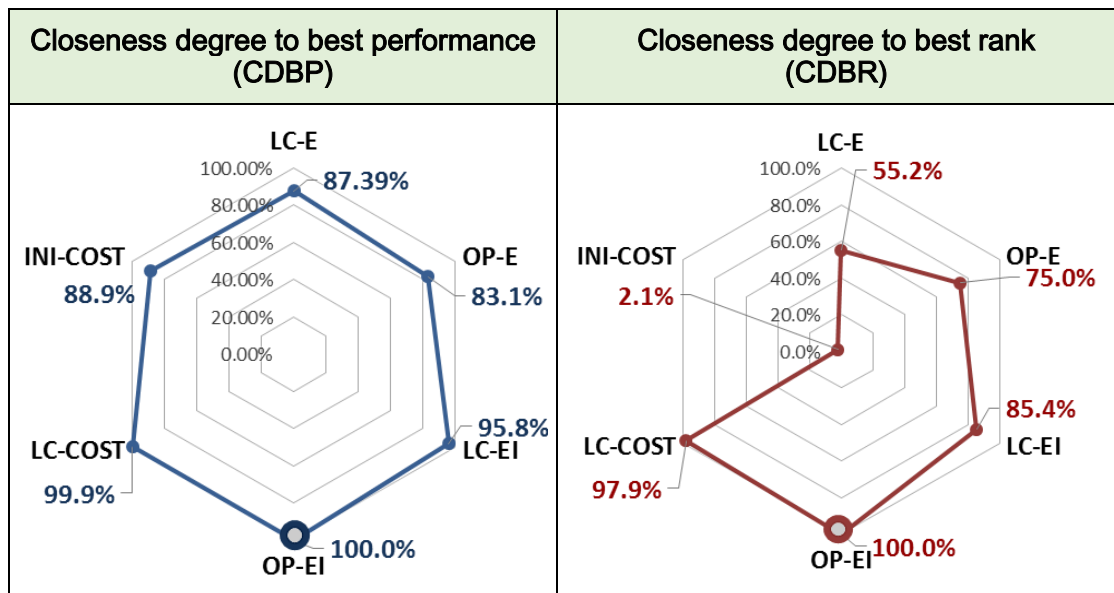 Closeness degree to best performance
(CDBP)
Closeness degree to best rank
(CDBR)
LC-E
100.00%
80.00%
60.00%
40.00%
20.00%
0.00%
87.39%
OP-E
83.1%
95.8%
LC-EI
100.0%
OP-EI
LC-COST
99.9%
INI-COST
88.9%
LC-E
100.0%
80.0%
60.0%
40.0%
20.0%
0.0%
55.2%
OP-E
75.0%
85.4%
LC-EI
100.0%
OP-EI
LC-COST
97.9%
INI-COST
2.1%